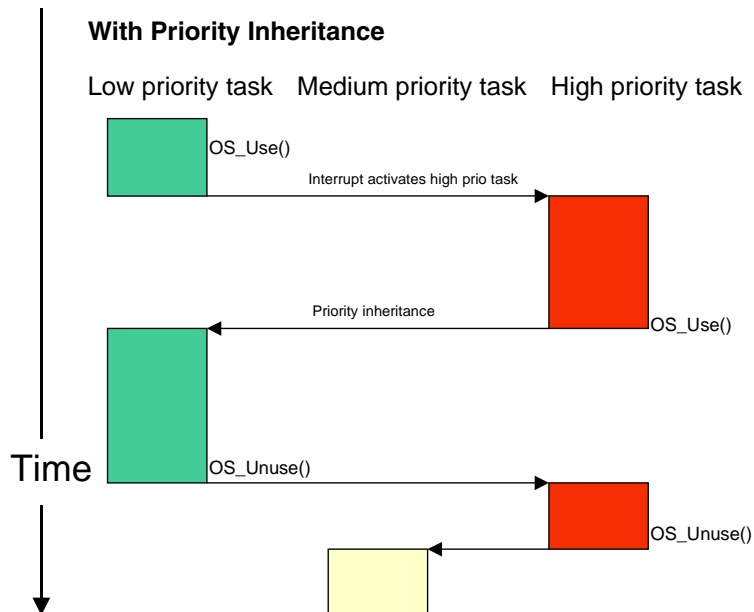 With Priority Inheritance
Low priority task
Medium priority task
High priority task
OS_Use()
Interrupt activates high prio task
Priority inheritance
OS_Use()
Time
OS_Unuse()
OS_Unuse()